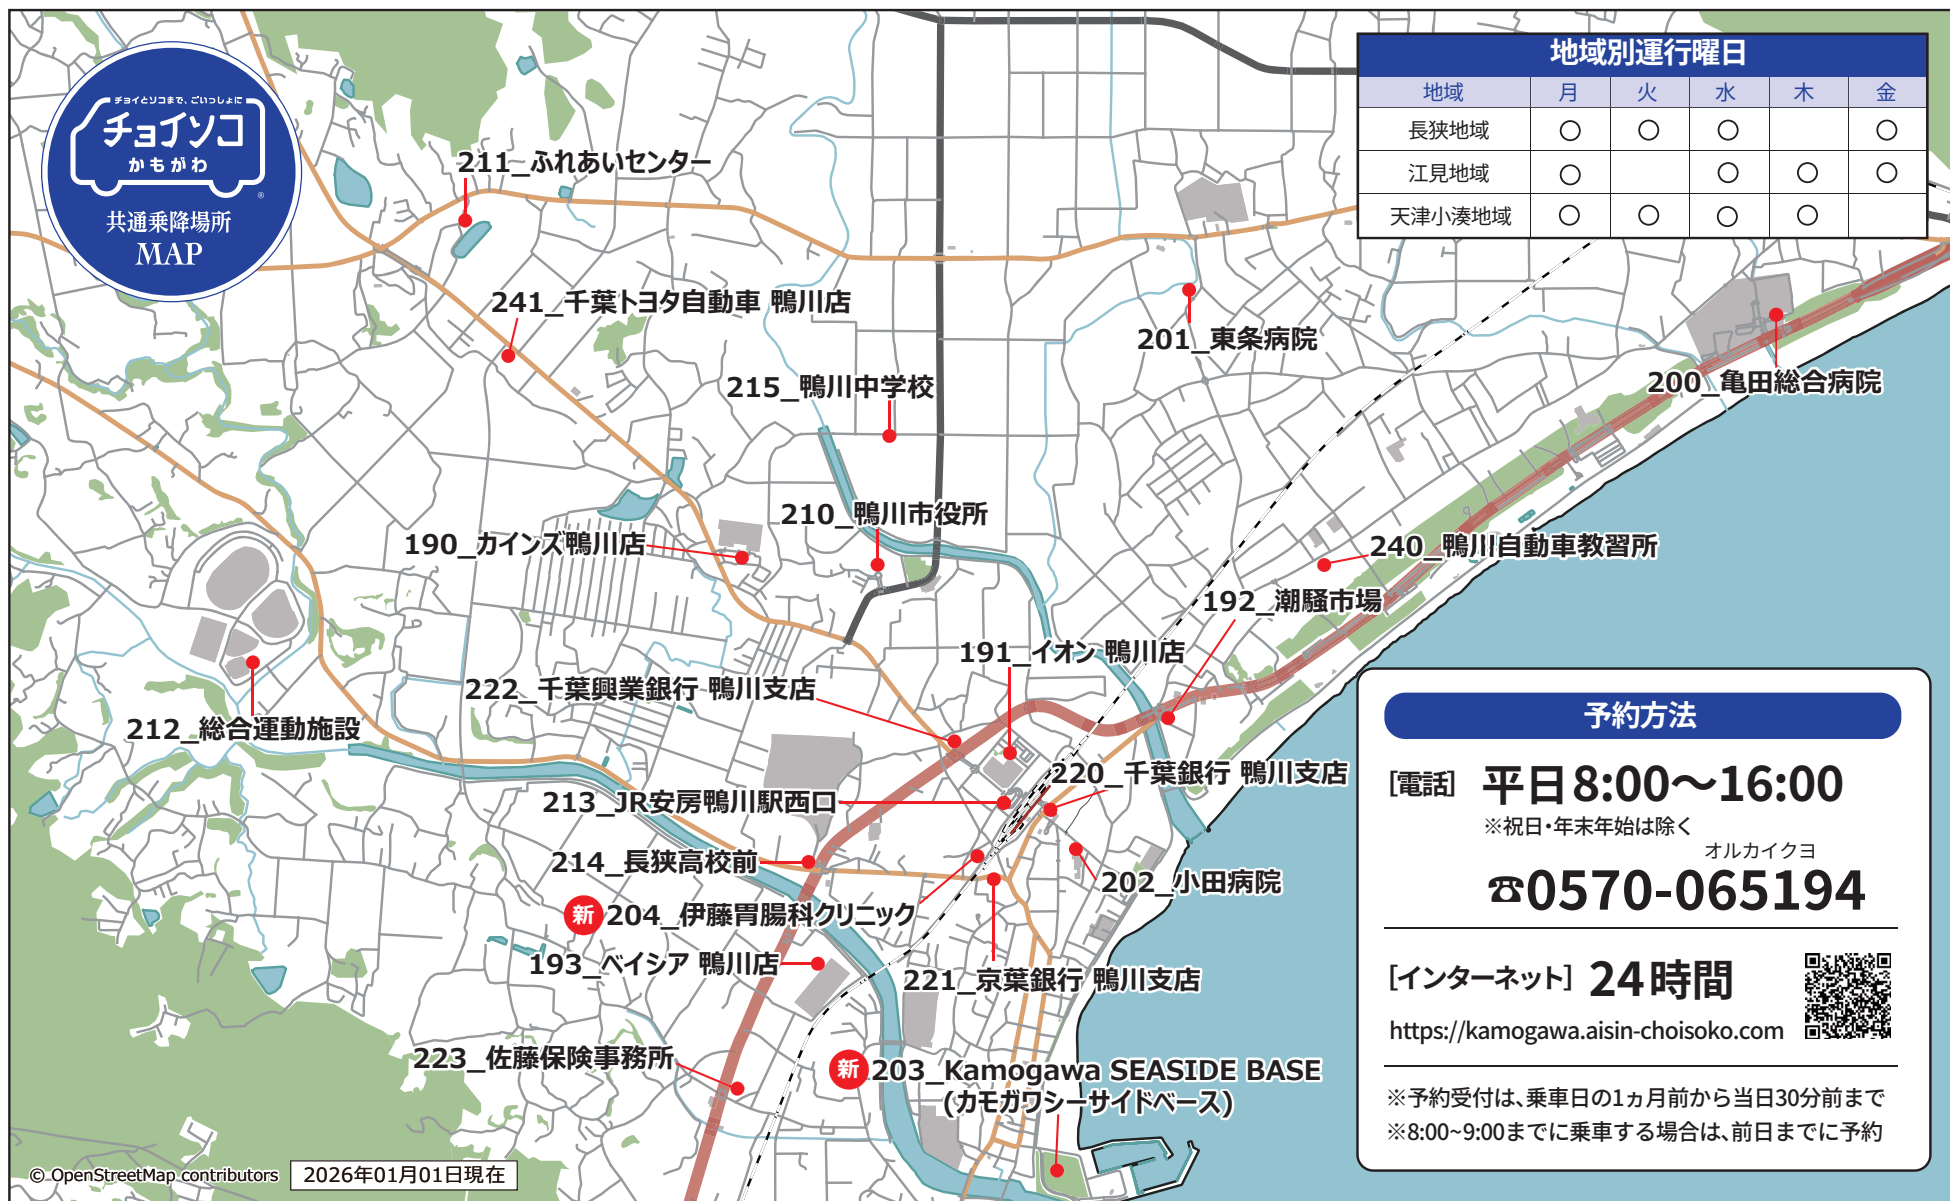 チョイとソコまで、ごいっしょに
チョイソコ
かもがわ
®
共通乗降場所
MAP
地域別運行曜日
地域 月 火 水 木 金
長狭地域 〇 〇 〇 〇
江見地域 〇 〇 〇 〇
天津小湊地域 〇 〇 〇 〇
211_ふれあいセンター
241_千葉トヨタ自動車 鴨川店
201_東条病院
215_鴨川中学校
200_亀田総合病院
210_鴨川市役所
190_カインズ鴨川店
240_鴨川自動車教習所
192_潮騒市場
191_イオン 鴨川店
222_千葉興業銀行 鴨川支店
212_総合運動施設
220_千葉銀行 鴨川支店
213_JR安房鴨川駅西口
214_長狭高校前
202_小田病院
新 204_伊藤胃腸科クリニック
193_ベイシア 鴨川店
221_京葉銀行 鴨川支店
223_佐藤保険事務所
新 203_Kamogawa SEASIDE BASE
(カモガワシーサイドベース)
予約方法
[電話] 平日8:00〜16:00
※祝日・年末年始は除く
オルカイクヨ
☎0570-065194
[インターネット] 24時間
https://kamogawa.aisin-choisoko.com
※予約受付は、乗車日の1ヵ月前から当日30分前まで
※8:00~9:00までに乗車する場合は、前日までに予約
© OpenStreetMap contributors
2026年01月01日現在